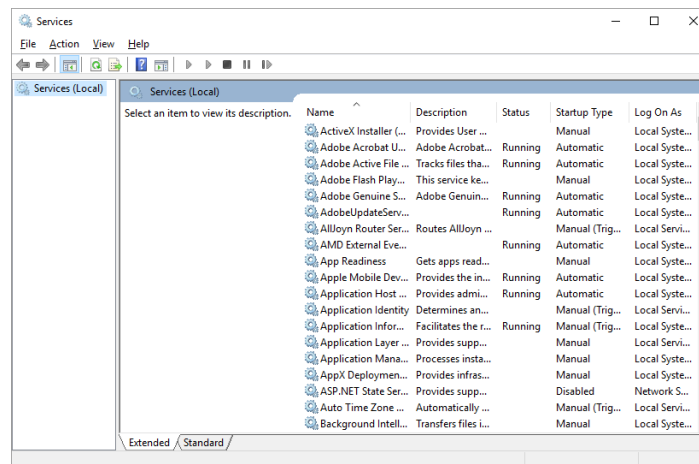 Services
File Action View Help
Services (Local)
Services (Local)
Select an item to view its description.
Name Description Status Startup Type Log On As
ActiveX Installer (... Provides User ... Manual Local Syste...
Adobe Acrobat U... Adobe Acrobat... Running Automatic Local Syste...
Adobe Active File ... Tracks files tha... Running Automatic Local Syste...
Adobe Flash Play... This service ke... Manual Local Syste...
Adobe Genuine S... Adobe Genuin... Running Automatic Local Syste...
AdobeUpdateServ... Running Automatic Local Syste...
AllJoyn Router Ser... Routes AllJoyn ... Manual (Trig... Local Servi...
AMD External Eve... Running Automatic Local Syste...
App Readiness Gets apps read... Manual Local Syste...
Apple Mobile Dev... Provides the in... Running Automatic Local Syste...
Application Host ... Provides admi... Running Automatic Local Syste...
Application Identity Determines an... Manual (Trig... Local Servi...
Application Infor... Facilitates the r... Running Manual (Trig... Local Syste...
Application Layer ... Provides supp... Manual Local Servi...
Application Mana... Processes insta... Manual Local Syste...
AppX Deploymen... Provides infras... Manual Local Syste...
ASP.NET State Ser... Provides supp... Disabled Network S...
Auto Time Zone ... Automatically ... Manual (Trig... Local Servi...
Background Intell... Transfers files i... Manual Local Syste...
Extended Standard